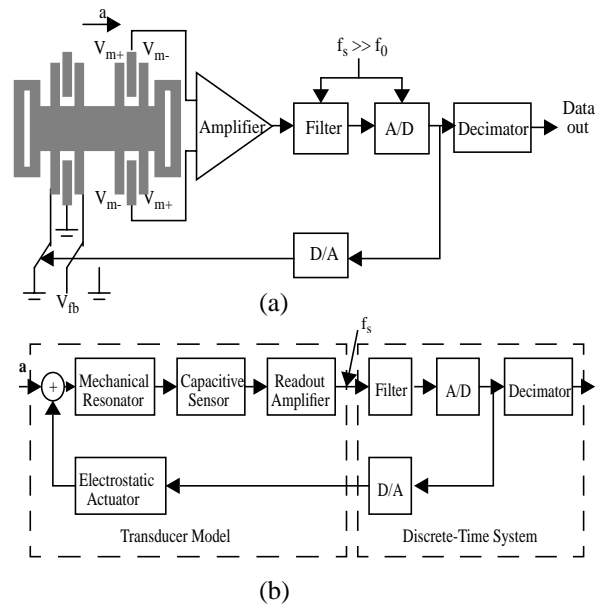 a
V_m+ V_m-
f_s >> f_0
Amplifier
Filter
A/D
Decimator
Data
out
V_m- V_m+
D/A
V_fb
(a)
f_s
a
+
Mechanical
Resonator
Capacitive
Sensor
Readout
Amplifier
Filter
A/D
Decimator
Electrostatic
Actuator
D/A
Transducer Model
Discrete-Time System
(b)